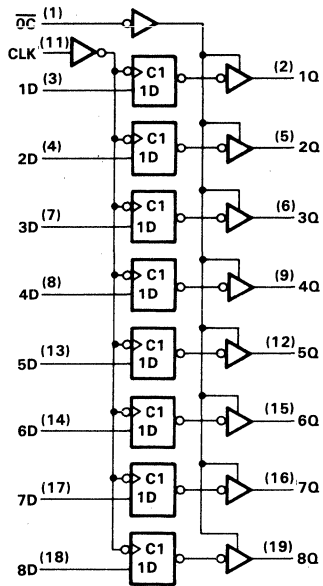 O̅C̅ (1)
CLK (11)
1D (3) C1 1D (2) 1Q
2D (4) C1 1D (5) 2Q
3D (7) C1 1D (6) 3Q
4D (8) C1 1D (9) 4Q
5D (13) C1 1D (12) 5Q
6D (14) C1 1D (15) 6Q
7D (17) C1 1D (16) 7Q
8D (18) C1 1D (19) 8Q